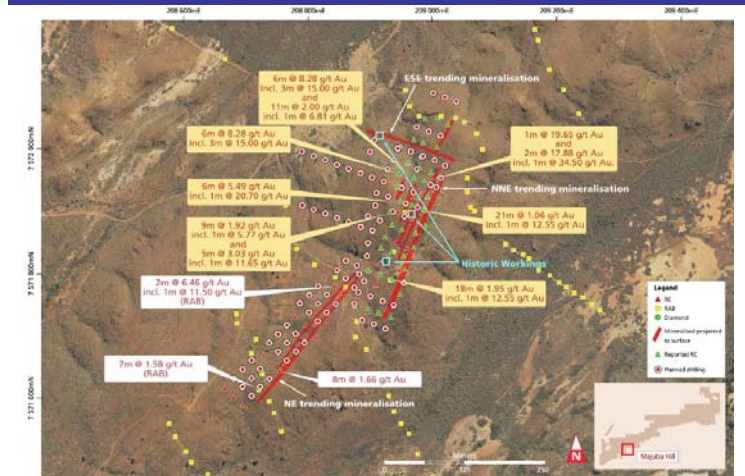 208 600mE
208 800mE
209 000mE
209 200mE
209 400mE
7 572 900mN
7 571 800mN
7 571 600mN
6m @ 8.28 g/t Au
incl. 3m @ 15.00 g/t Au
and
11m @ 2.00 g/t Au
incl. 1m @ 6.81 g/t Au
ESE trending mineralisation
6m @ 8.28 g/t Au
incl. 3m @ 15.00 g/t Au
1m @ 19.65 g/t Au
and
2m @ 17.88 g/t Au
incl. 1m @ 34.50 g/t Au.
NNE trending mineralisation
6m @ 5.49 g/t Au
incl. 1m @ 20.70 g/t Au
9m @ 1.92 g/t Au
incl. 1m @ 5.77 g/t Au
and
5m @ 3.03 g/t Au
incl. 1m @ 11.65 g/t Au
21m @ 1.06 g/t Au
incl. 1m @ 12.55 g/t Au
Historic Workings
2m @ 6.46 g/t Au
incl. 1m @ 11.50 g/t Au
(RAB)
18m @ 1.95 g/t Au
incl. 1m @ 12.55 g/t Au
7m @ 1.58 g/t Au
(RAB)
8m @ 1.66 g/t Au
NE trending mineralisation
Legend
RC
RAB
Diamond
Mineralised projected
to surface
Reported RC
Planned drilling
Majuba Hill
N
Meters
0
125
250